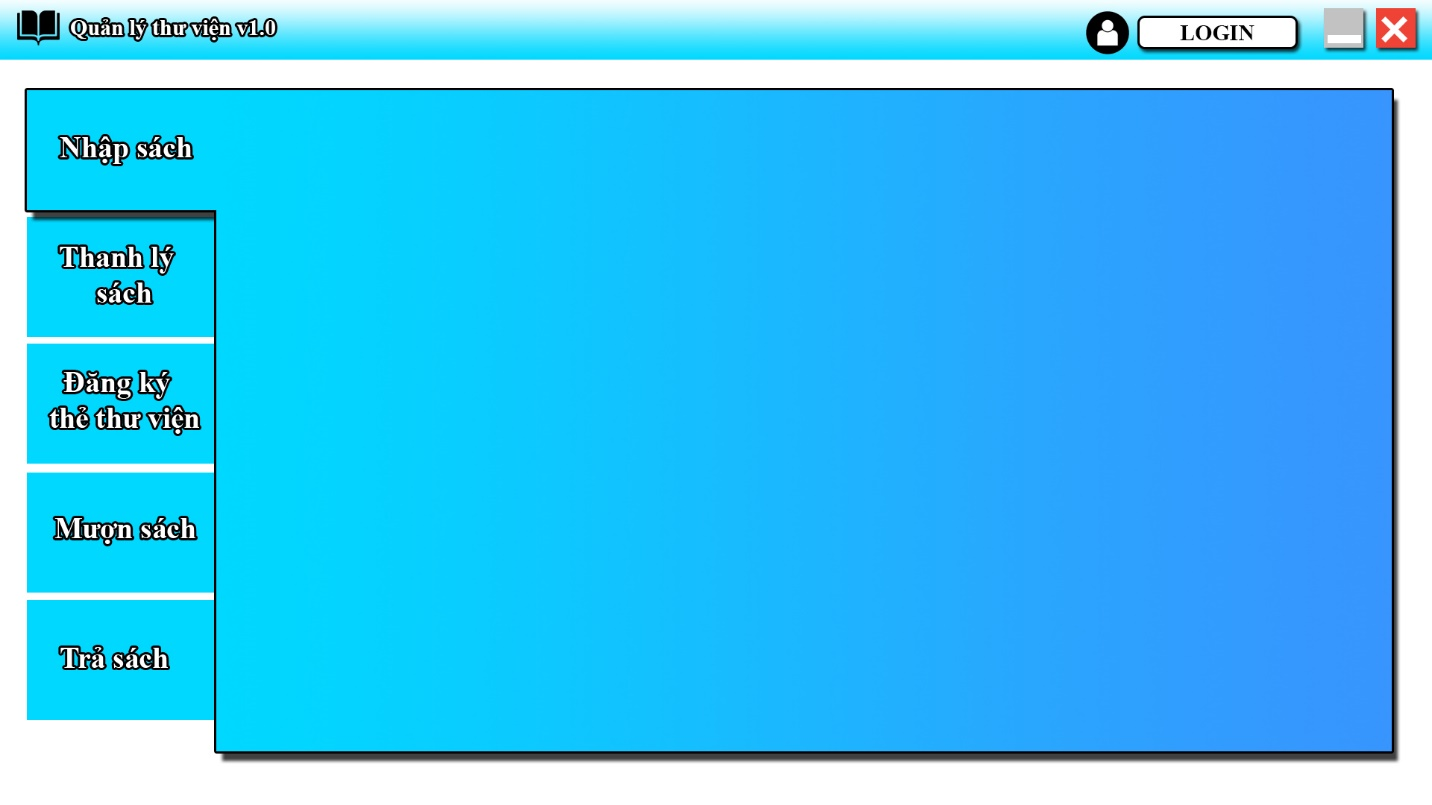 Quản lý thư viện v1.0
LOGIN
Nhập sách
Thanh lý
sách
Đăng ký
thẻ thư viện
Mượn sách
Trả sách